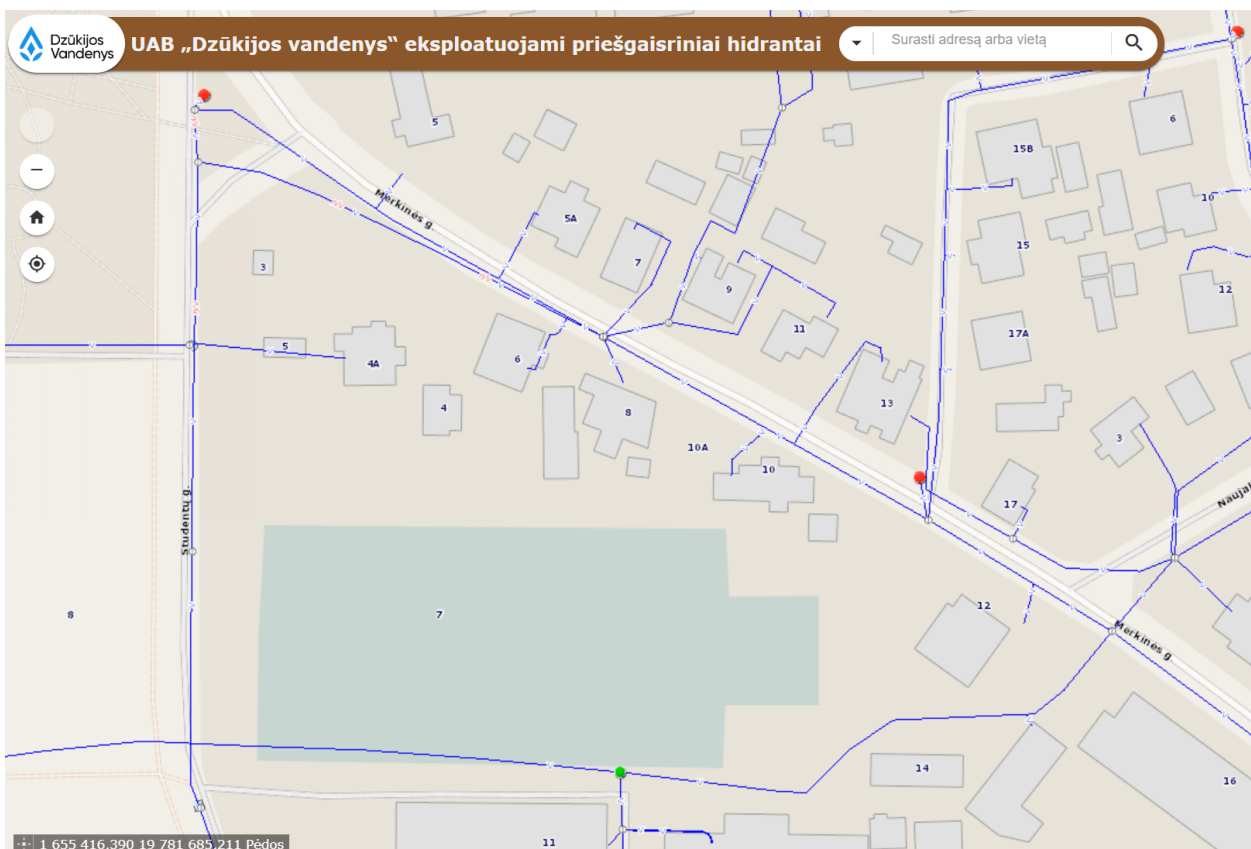 Dzūkijos
Vandenys
UAB „Dzūkijos vandenys“ eksploatuojami priešgaisriniai hidrantai
Surasti adresą arba vietą
5
6
15B
Merkinės g.
5A
10
3
7
15
9
12
11
17A
5
4A
6
4
8
13
10A
3
10
17
Studentų g.
8
7
12
Merkinės g.
14
16
11
1 655 416,390 19 781 685,211 Pėdos